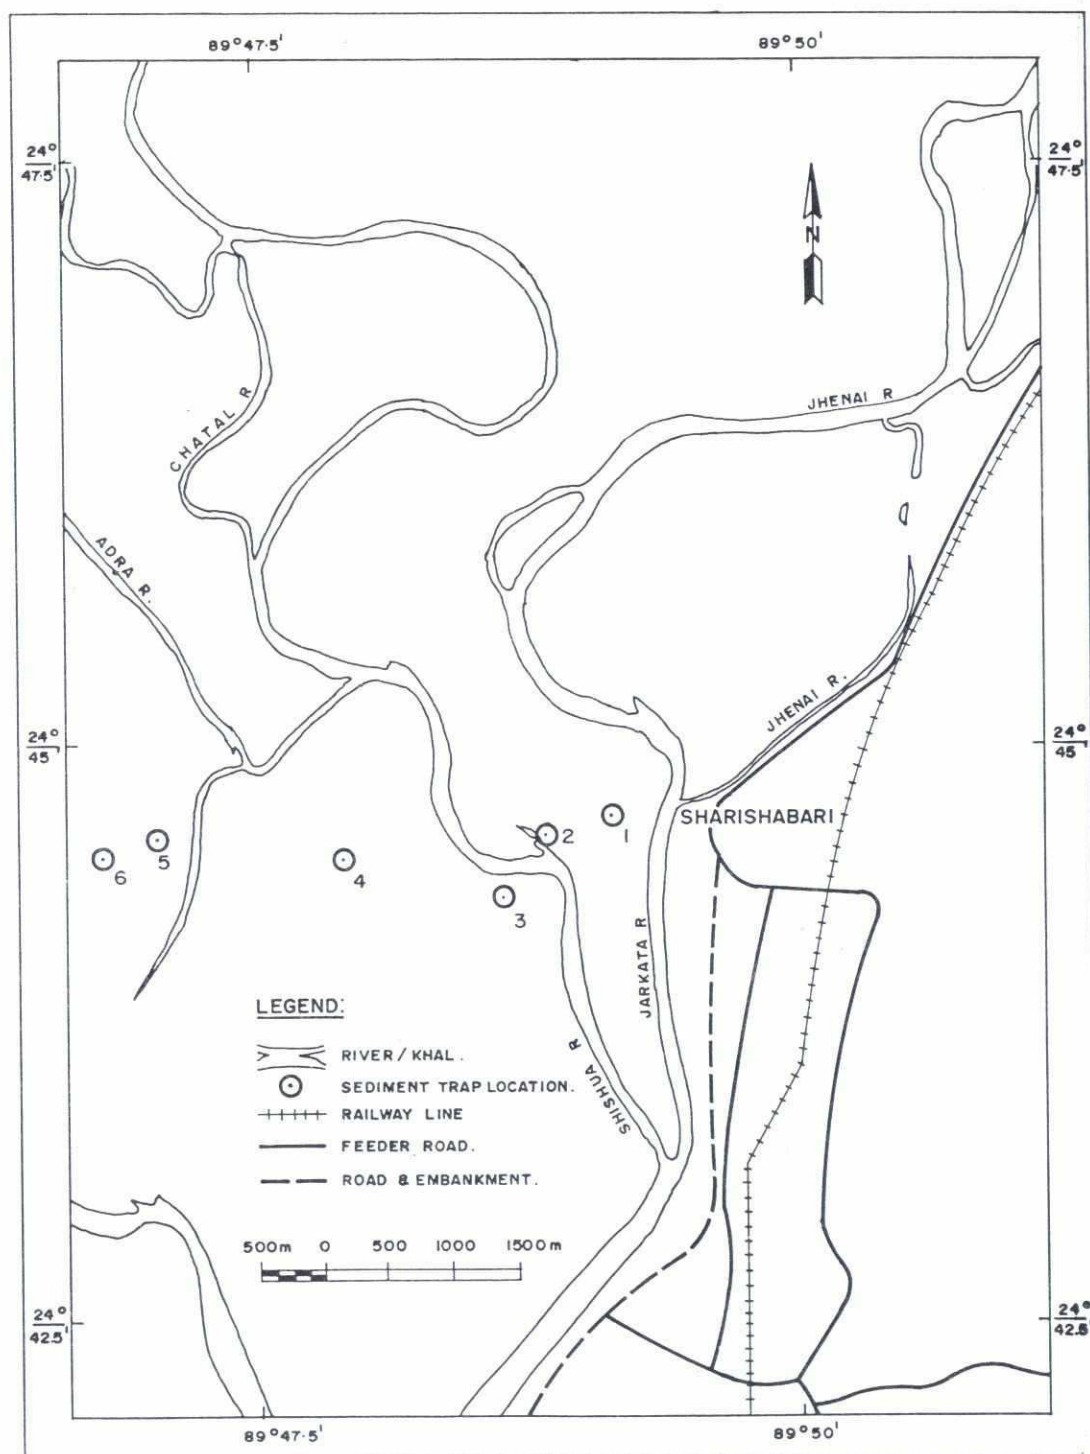 89°47.5'
89°50'
24°
47.5'
24°
47.5'
N
JHENAI R
CHATAL R
ADRA R.
JHENAI R.
24°
45'
24°
45'
SHARISHABARI
1
2
3
4
5
6
JARKATA R
SHISHUA R
LEGEND:
RIVER / KHAL.
SEDIMENT TRAP LOCATION.
RAILWAY LINE
FEEDER ROAD.
ROAD & EMBANKMENT.
500m 0 500 1000 1500m
24°
42.5'
24°
42.5'
89°47.5'
89°50'